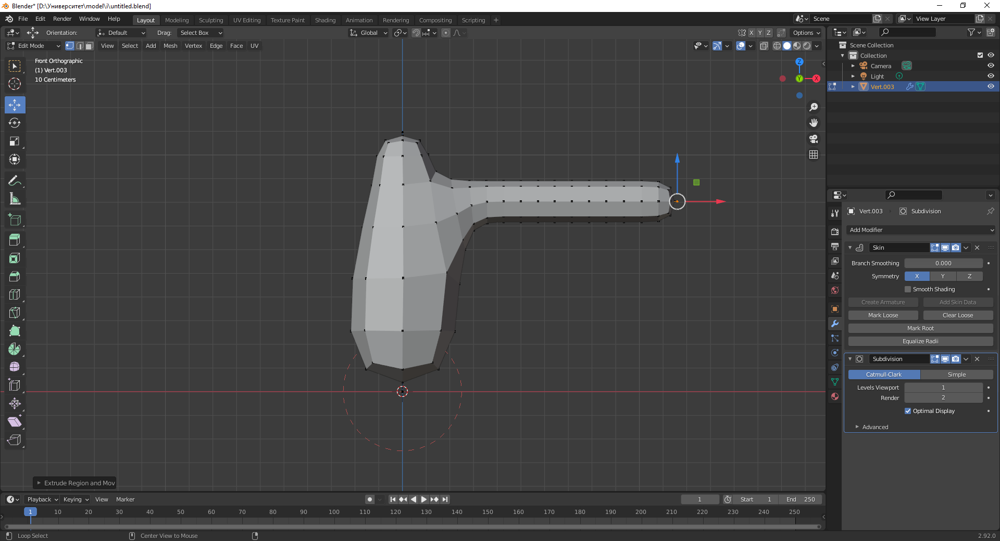 Blender* [D:\Университет\model\i\untitled.blend]
File Edit Render Window Help Layout Modeling Sculpting UV Editing Texture Paint Shading Animation Rendering Compositing Scripting + Scene View Layer
Orientation: Default Drag: Select Box Global X Y Z Options
Edit Mode View Select Add Mesh Vertex Edge Face UV
Front Orthographic
(1) Vert.003
10 Centimeters
Z
Y X
Scene Collection
Collection
Camera
Light
Vert.003
Vert.003 Subdivision
Add Modifier
Skin
Branch Smoothing 0.000
Symmetry X Y Z
Smooth Shading
Create Armature Add Skin Data
Mark Loose Clear Loose
Mark Root
Equalize Radii
Subdivision
Catmull-Clark Simple
Levels Viewport 1
Render 2
Optimal Display
Advanced
Extrude Region and Mov
Playback Keying View Marker 1 Start 1 End 250
1 10 20 30 40 50 60 70 80 90 100 110 120 130 140 150 160 170 180 190 200 210 220 230 240 250
Loop Select Center View to Mouse 2.92.0